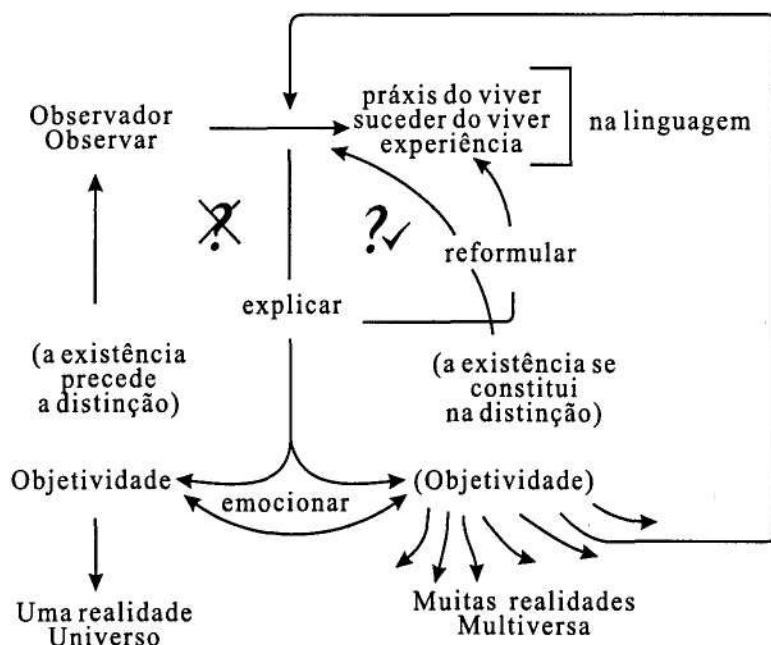 Observador
Observar
práxis do viver
suceder do viver
experiência
na linguagem
?
?
reformular
explicar
(a existência
precede
a distinção)
(a existência se
constitui
na distinção)
Objetividade
emocionar
(Objetividade)
Uma realidade
Universo
Muitas realidades
Multiversa